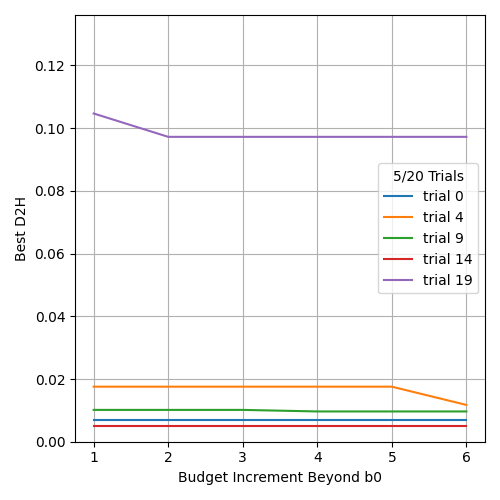 0.12
0.10
0.08
0.06
0.04
0.02
0.00
Best D2H
5/20 Trials
trial 0
trial 4
trial 9
trial 14
trial 19
1 2 3 4 5 6
Budget Increment Beyond b0